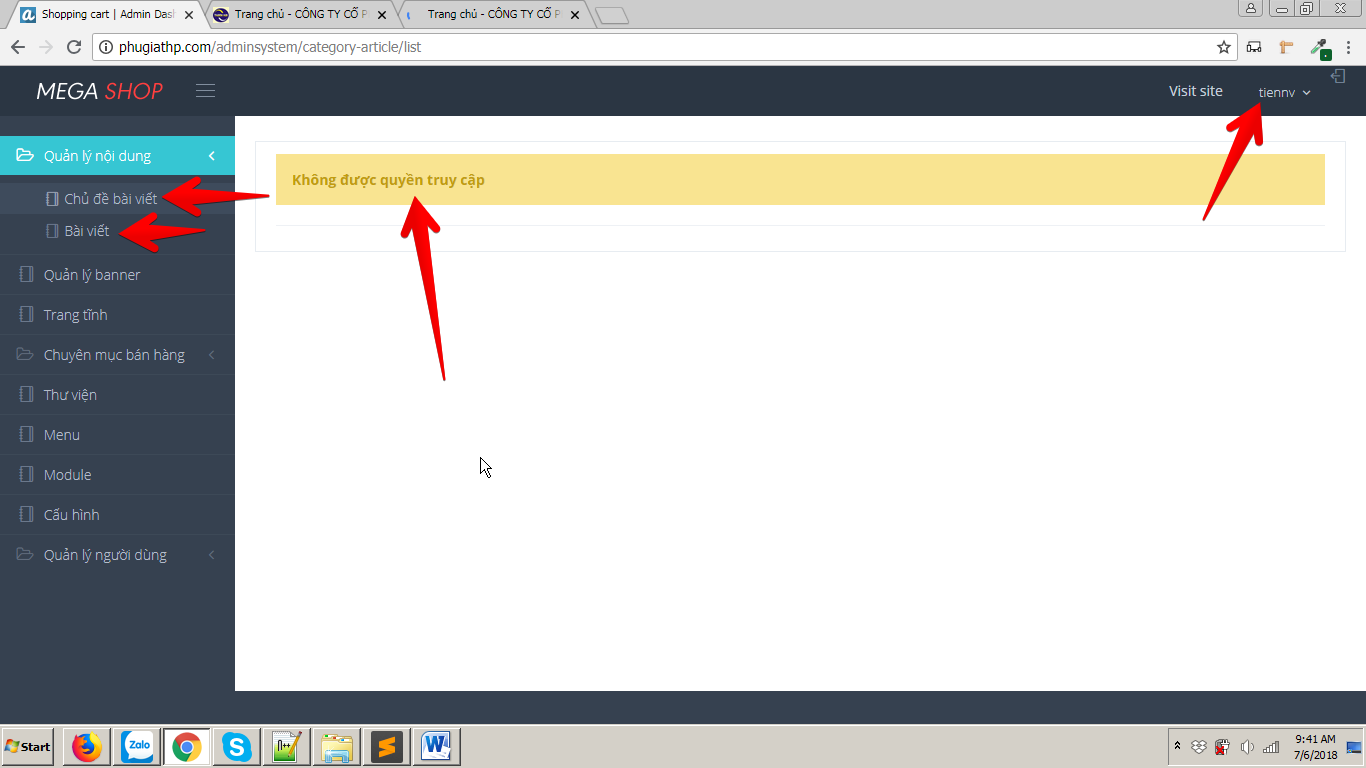 Shopping cart | Admin Dash
Trang chủ - CÔNG TY CỔ P
Trang chủ - CÔNG TY CỔ P
phugiathp.com/adminsystem/category-article/list
MEGA SHOP
Visit site
tiennv
Quản lý nội dung
Chủ đề bài viết
Bài viết
Quản lý banner
Trang tĩnh
Chuyên mục bán hàng
Thư viện
Menu
Module
Cấu hình
Quản lý người dùng
Không được quyền truy cập
Start
Zalo
9:41 AM
7/6/2018